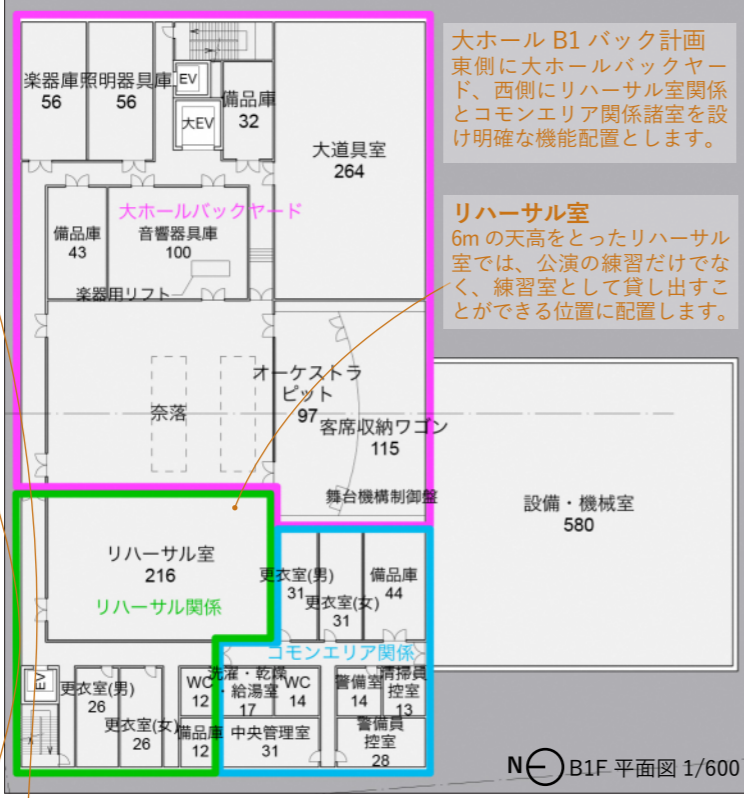 大ホール B1 バック計画
東側に大ホールバックヤー
ド、西側にリハーサル室関係
とコモンエリア関係諸室を設
け明確な機能配置とします。
リハーサル室
6m の天高をとったリハーサル
室では、公演の練習だけでな
く、練習室として貸し出すこ
とができる位置に配置します。
楽器庫
56
照明器具庫
56
EV
大EV
備品庫
32
大道具室
264
大ホールバックヤード
備品庫
43
音響器具庫
100
楽器用リフト
奈落
オーケストラ
ピット
97
客席収納ワゴン
115
舞台機構制御盤
設備・機械室
580
リハーサル室
216
リハーサル関係
更衣室(男)
31
更衣室(女)
31
備品庫
44
コモンエリア関係
EV
更衣室(男)
26
更衣室(女)
26
WC
12
備品庫
12
洗濯・乾燥
・給湯室
17
WC
14
中央管理室
31
警備室
14
清掃員
控室
13
警備員
控室
28
N
B1F 平面図 1/600